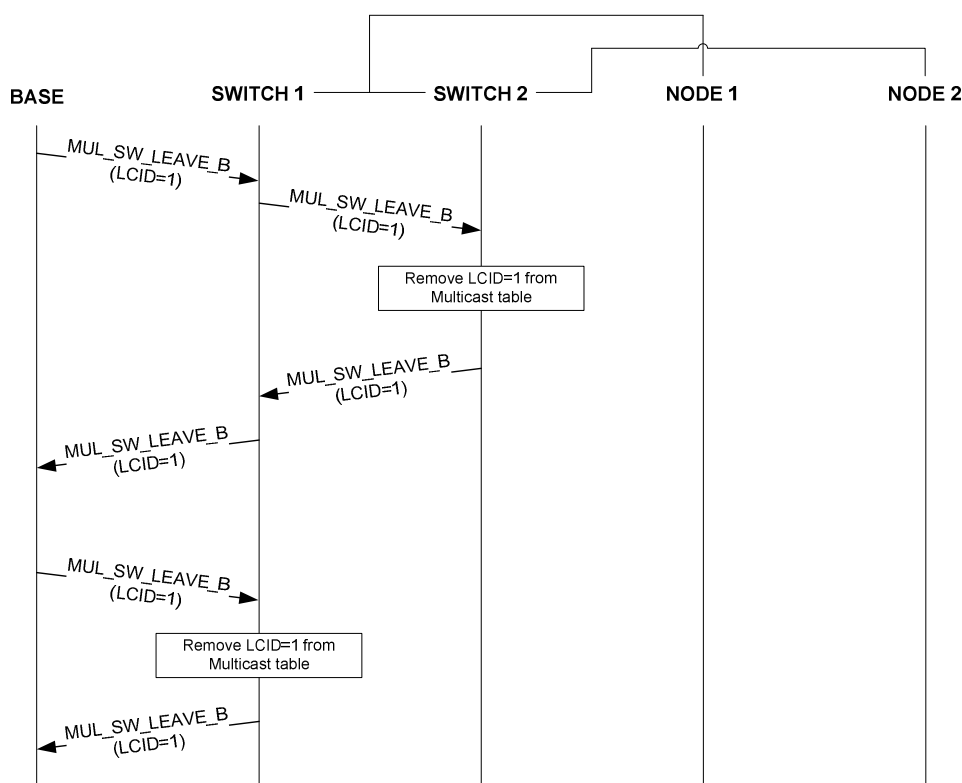 BASE
SWITCH 1
SWITCH 2
NODE 1
NODE 2
MUL_SW_LEAVE_B
(LCID=1)
MUL_SW_LEAVE_B
(LCID=1)
Remove LCID=1 from
Multicast table
MUL_SW_LEAVE_B
(LCID=1)
MUL_SW_LEAVE_B
(LCID=1)
MUL_SW_LEAVE_B
(LCID=1)
Remove LCID=1 from
Multicast table
MUL_SW_LEAVE_B
(LCID=1)